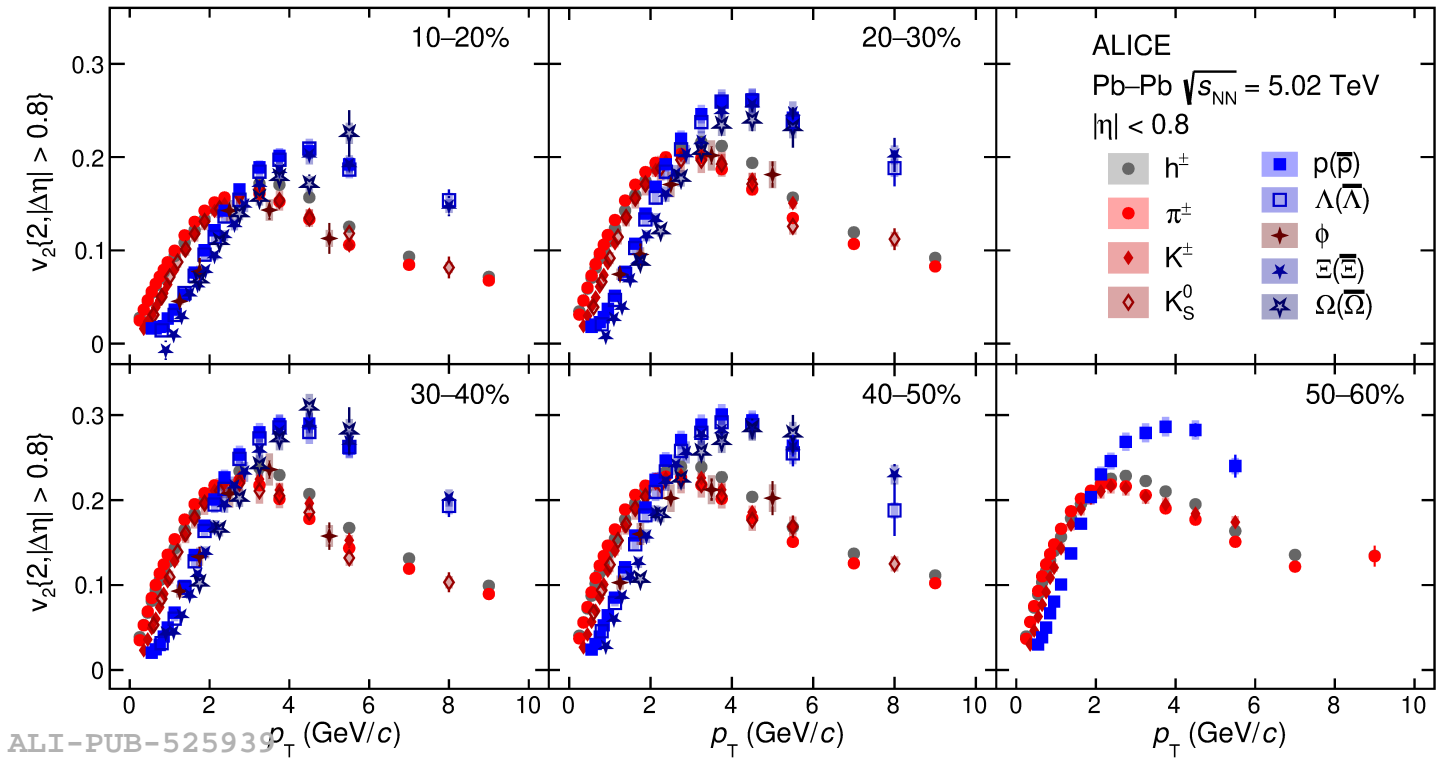 10–20%
20–30%
ALICE
Pb–Pb √sNN = 5.02 TeV
|η| < 0.8
h±
π±
K±
K0S
p(p̅)
Λ(Λ̅)
ϕ
Ξ(Ξ̅)
Ω(Ω̅)
v2{2,|Δη| > 0.8}
0.3
0.2
0.1
0
30–40%
40–50%
50–60%
v2{2,|Δη| > 0.8}
0.3
0.2
0.1
0
0 2 4 6 8 10
0 2 4 6 8 10
0 2 4 6 8 10
pT (GeV/c)
pT (GeV/c)
pT (GeV/c)
ALI-PUB-525939